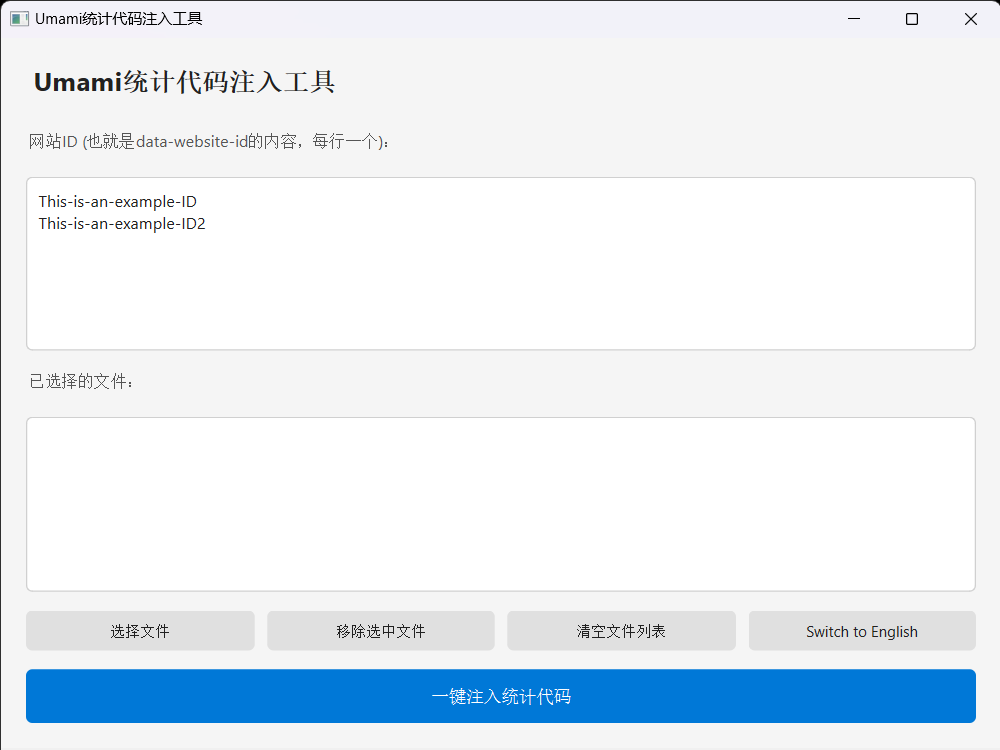 Umami统计代码注入工具
Umami统计代码注入工具
网站ID (也就是data-website-id的内容，每行一个)：
This-is-an-example-ID
This-is-an-example-ID2
已选择的文件：
选择文件
移除选中文件
清空文件列表
Switch to English
一键注入统计代码